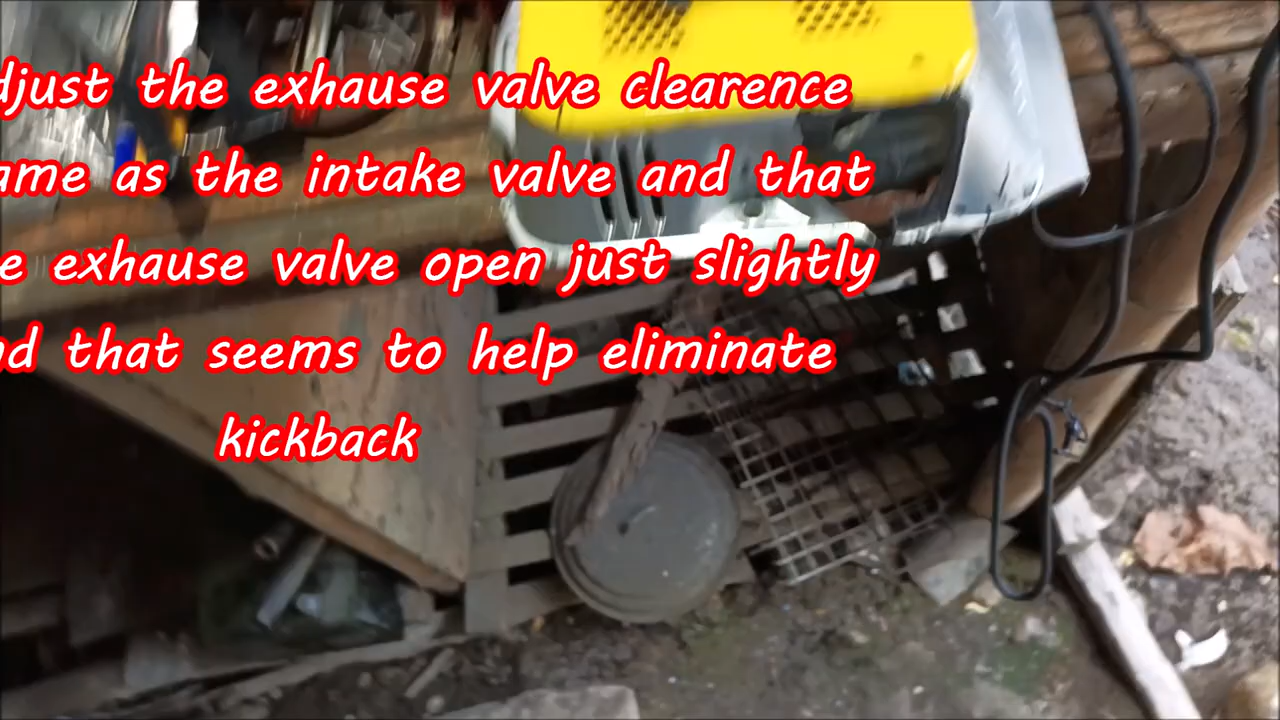 djust the exhause valve clearence
ame as the intake valve and that
e exhause valve open just slightly
nd that seems to help eliminate
kickback